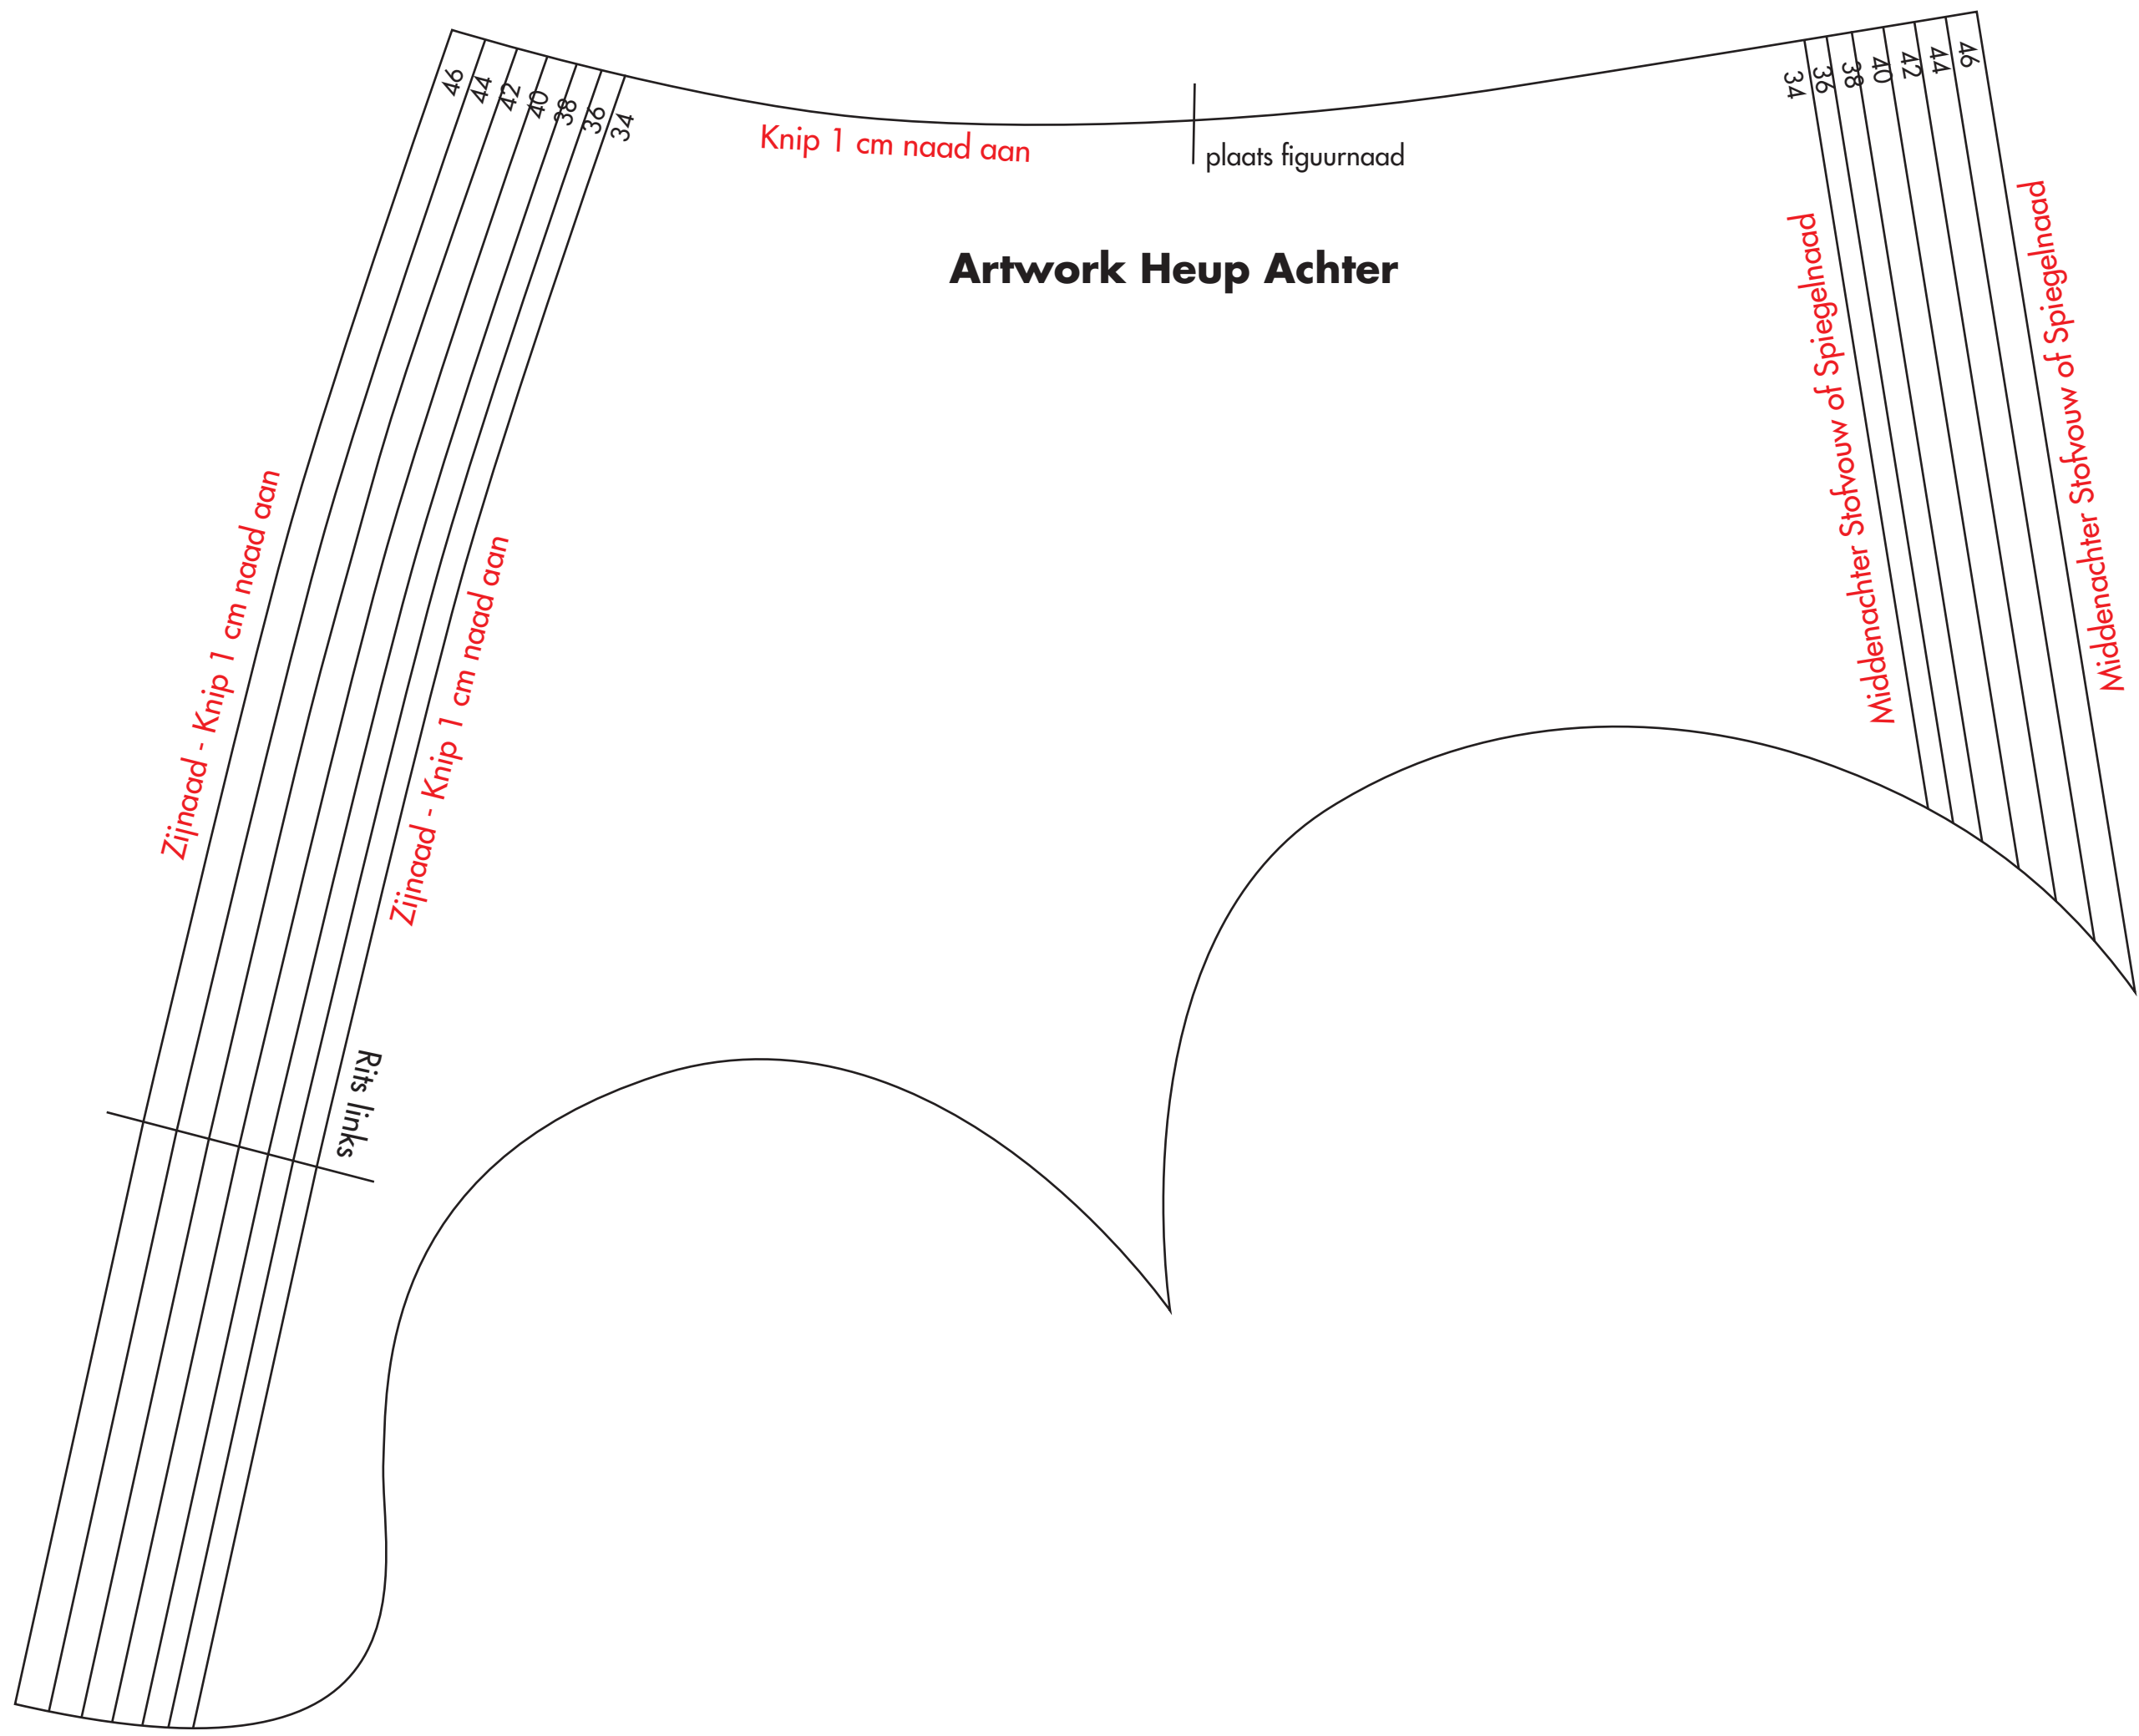 46
44
42
40
38
36
34
Knip 1 cm naad aan
plaats figuurnaad
34
36
38
40
42
44
46
Artwork Heup Achter
Zijnaad - Knip 1 cm naad aan
Zijnaad - Knip 1 cm naad aan
Middenachter Stofvouw of Spiegelnaad
Middenachter Stofvouw of Spiegelnaad
Rits links